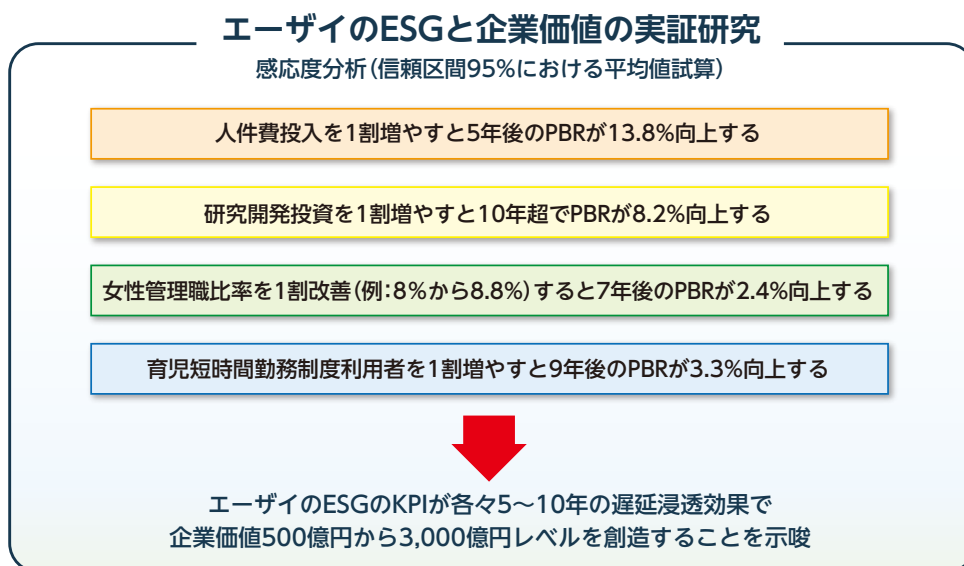 エーザイのESGと企業価値の実証研究
感応度分析(信頼区間95%における平均値試算)
人件費投入を1割増やすと5年後のPBRが13.8%向上する
研究開発投資を1割増やすと10年超でPBRが8.2%向上する
女性管理職比率を1割改善(例:8%から8.8%)すると7年後のPBRが2.4%向上する
育児短時間勤務制度利用者を1割増やすと9年後のPBRが3.3%向上する
エーザイのESGのKPIが各々5〜10年の遅延浸透効果で
企業価値500億円から3,000億円レベルを創造することを示唆